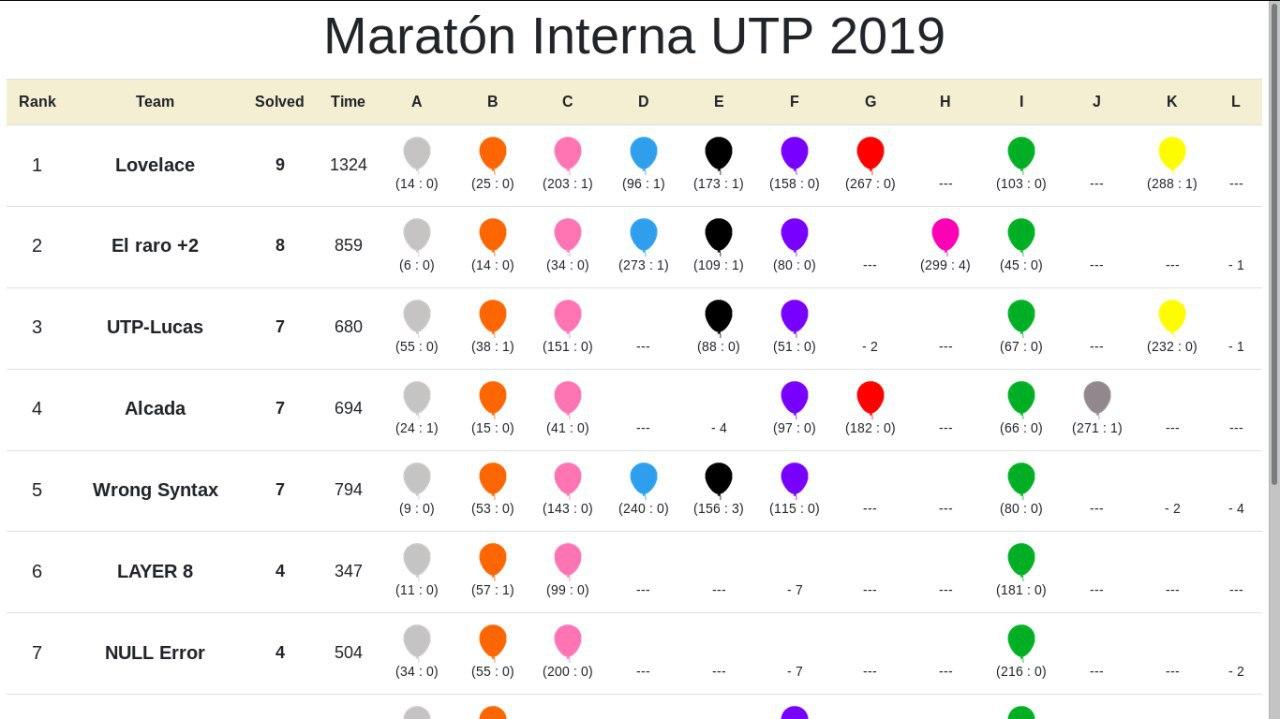 Maratón Interna UTP 2019
Rank Team Solved Time A B C D E F G H I J K L
1 Lovelace 9 1324 (14 : 0) (25 : 0) (203 : 1) (96 : 1) (173 : 1) (158 : 0) (267 : 0) --- (103 : 0) --- (288 : 1) ---
2 El raro +2 8 859 (6 : 0) (14 : 0) (34 : 0) (273 : 1) (109 : 1) (80 : 0) --- (299 : 4) (45 : 0) --- --- - 1
3 UTP-Lucas 7 680 (55 : 0) (38 : 1) (151 : 0) --- (88 : 0) (51 : 0) - 2 --- (67 : 0) --- (232 : 0) - 1
4 Alcada 7 694 (24 : 1) (15 : 0) (41 : 0) --- - 4 (97 : 0) (182 : 0) --- (66 : 0) (271 : 1) --- ---
5 Wrong Syntax 7 794 (9 : 0) (53 : 0) (143 : 0) (240 : 0) (156 : 3) (115 : 0) --- --- (80 : 0) --- - 2 - 4
6 LAYER 8 4 347 (11 : 0) (57 : 1) (99 : 0) --- --- - 7 --- --- (181 : 0) --- --- ---
7 NULL Error 4 504 (34 : 0) (55 : 0) (200 : 0) --- --- - 7 --- --- (216 : 0) --- --- - 2